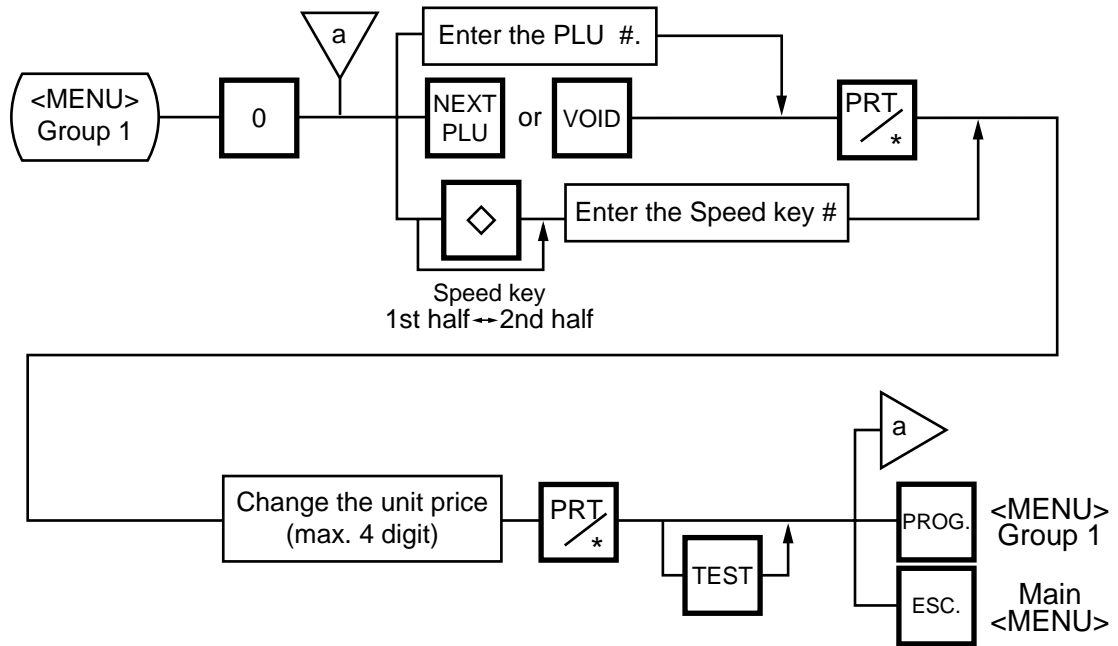 a
Enter the PLU #.
<MENU>
Group 1
0
NEXT
PLU
or
VOID
PRT
*
Enter the Speed key #
Speed key
1st half↔2nd half
a
Change the unit price
(max. 4 digit)
PRT
*
TEST
PROG.
<MENU>
Group 1
ESC.
Main
<MENU>